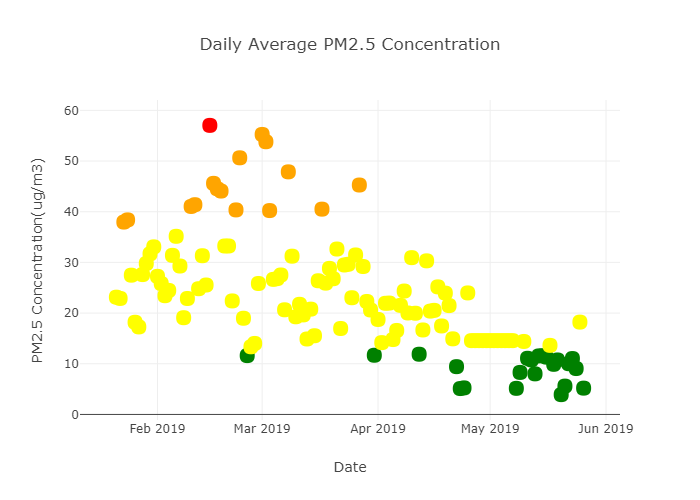 Daily Average PM2.5 Concentration
PM2.5 Concentration(ug/m3)
60
50
40
30
20
10
0
Feb 2019
Mar 2019
Apr 2019
May 2019
Jun 2019
Date